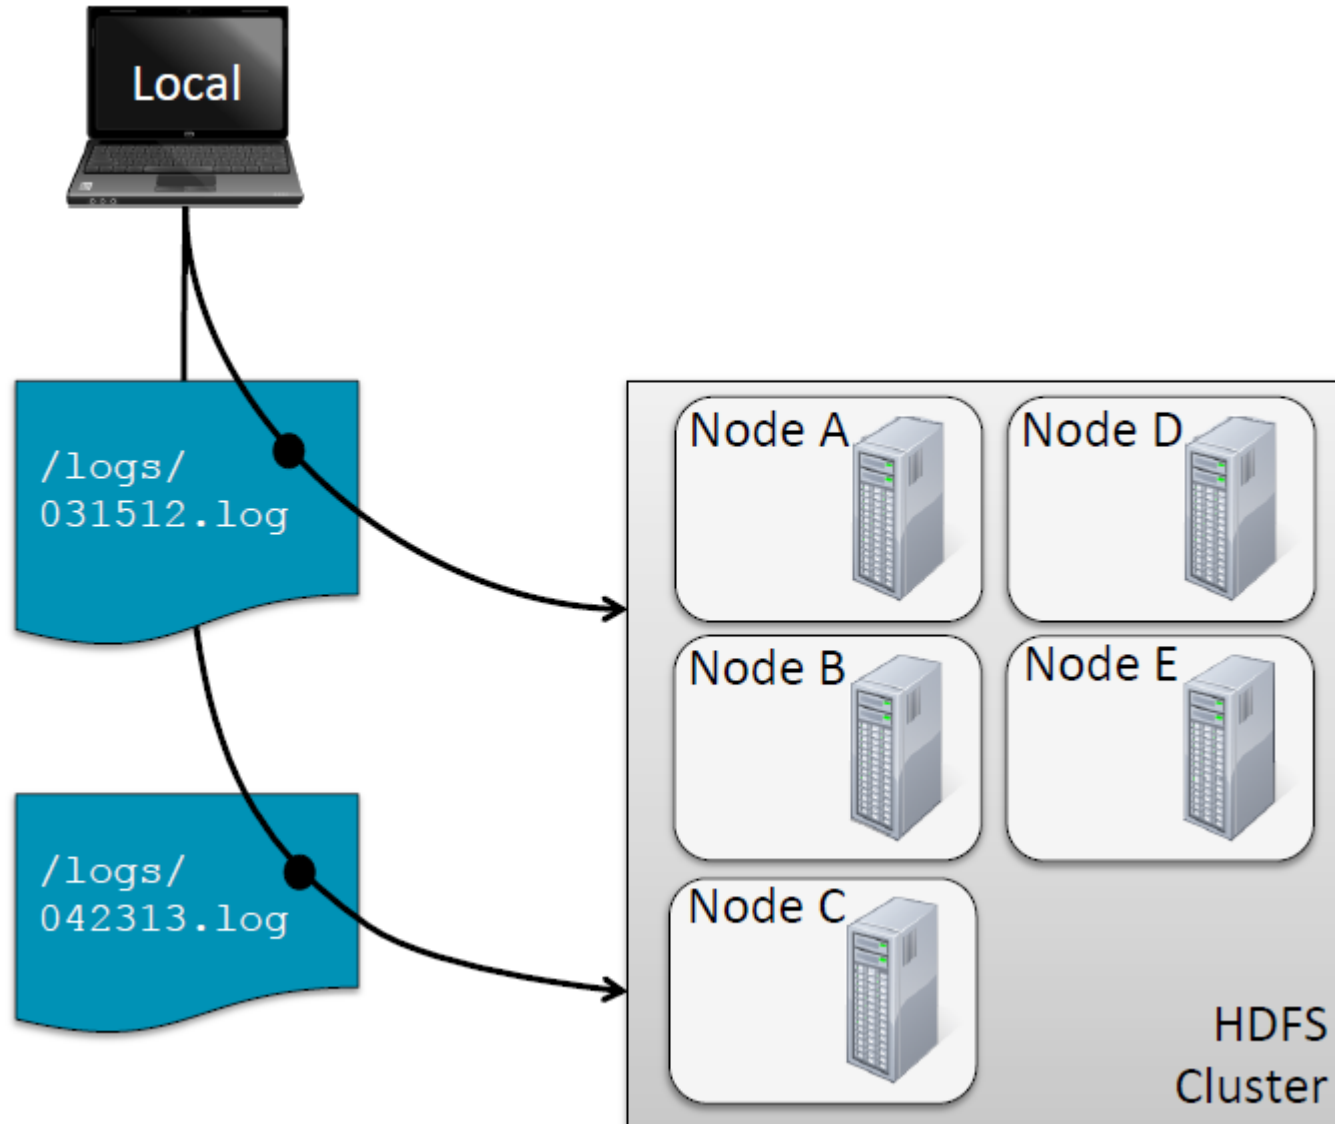 Local
/logs/
031512.log
/logs/
042313.log
Node A
Node D
Node B
Node E
Node C
HDFS
Cluster